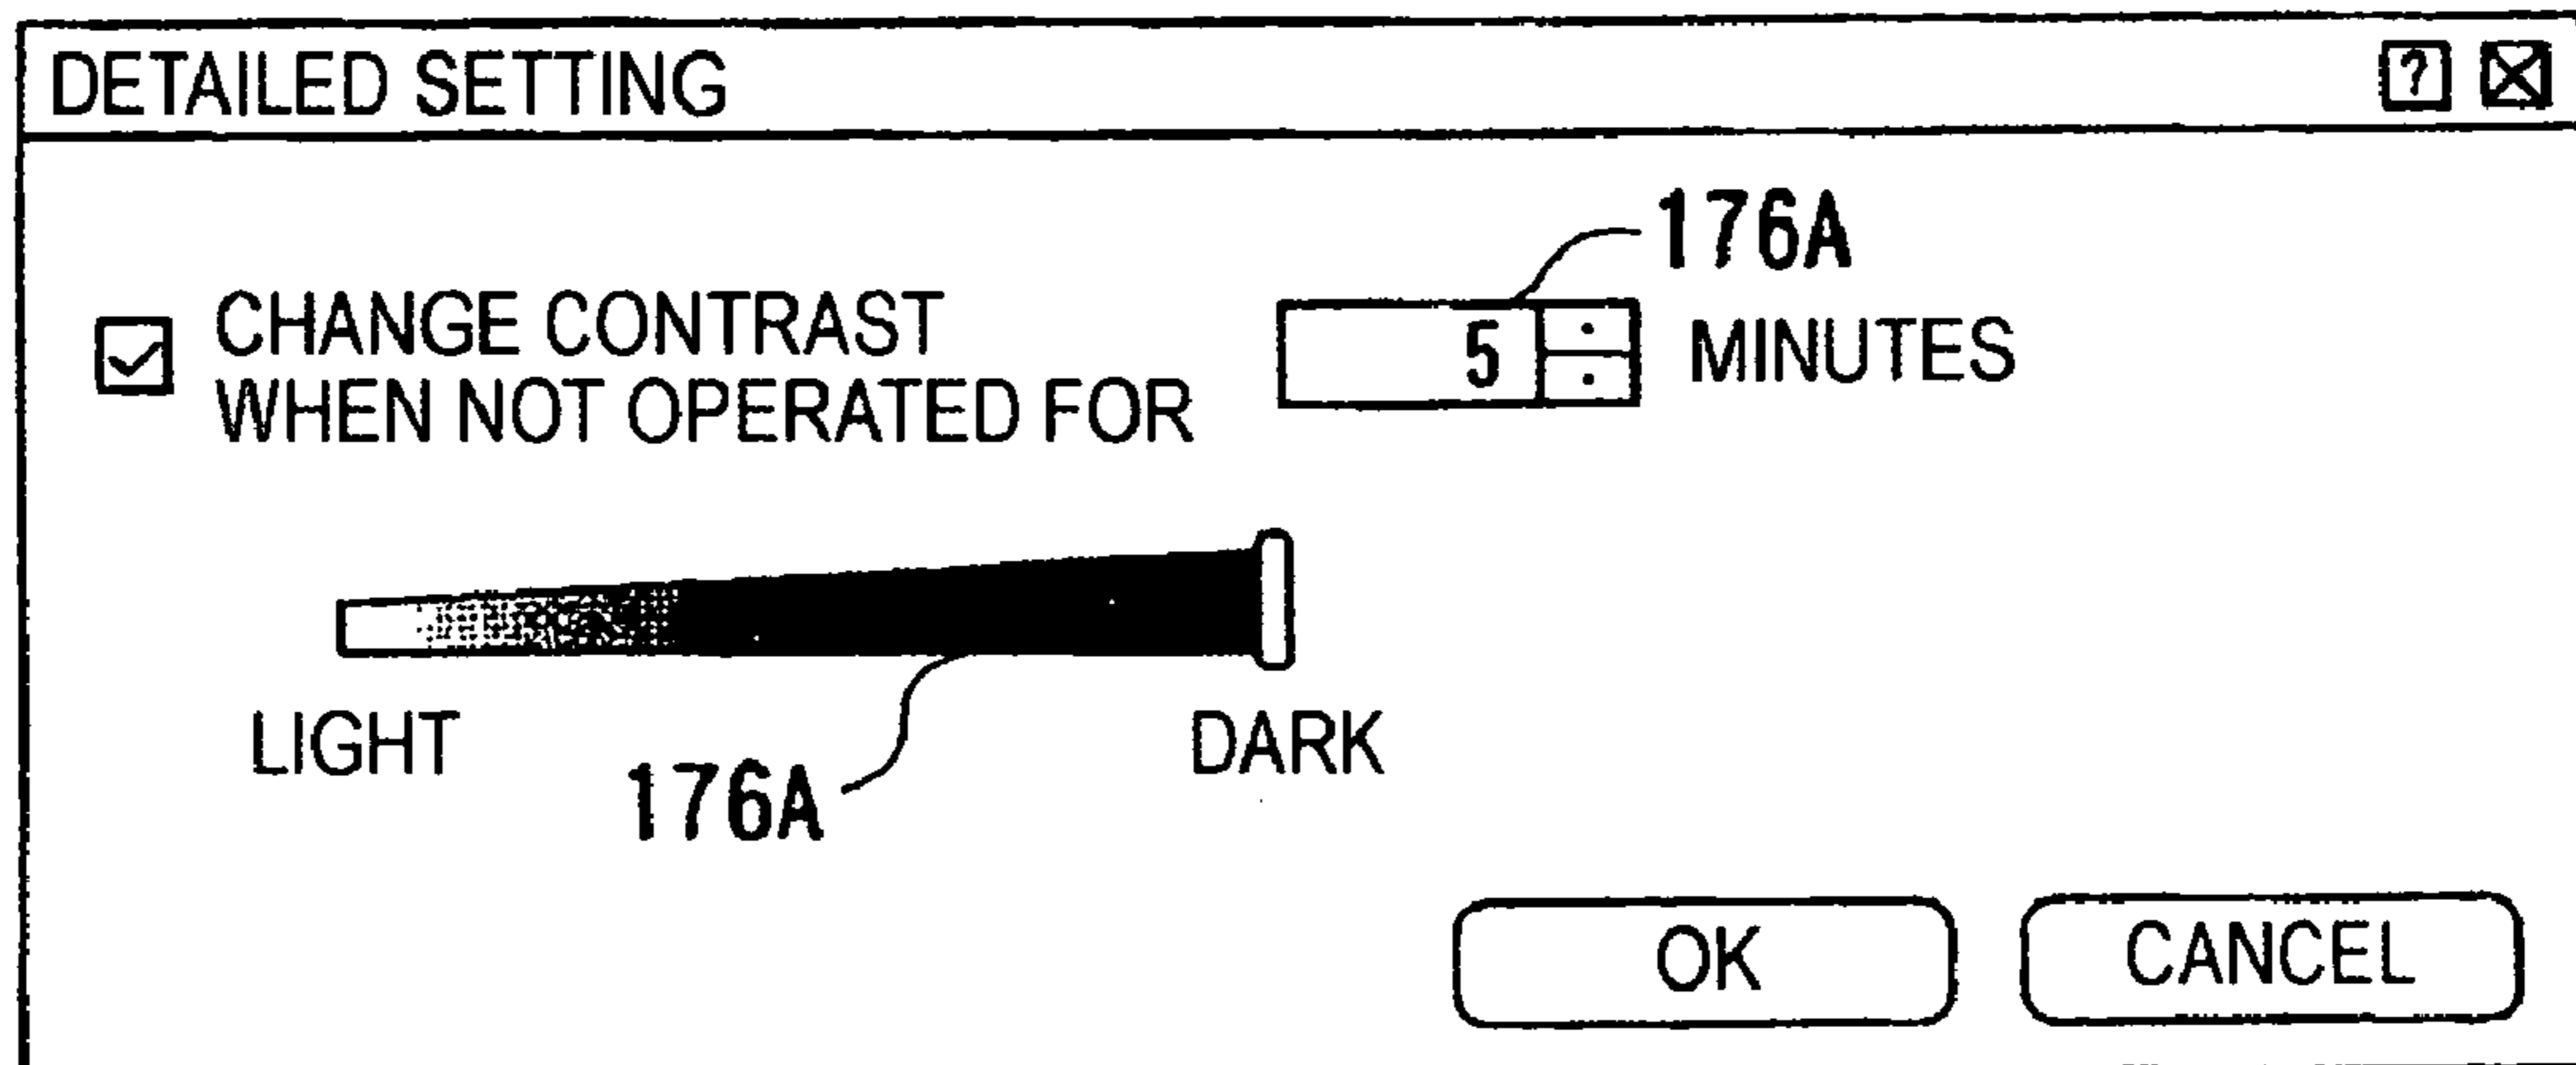 DETAILED SETTING ?
176A
CHANGE CONTRAST
WHEN NOT OPERATED FOR 5 MINUTES
LIGHT DARK
176A
OK CANCEL